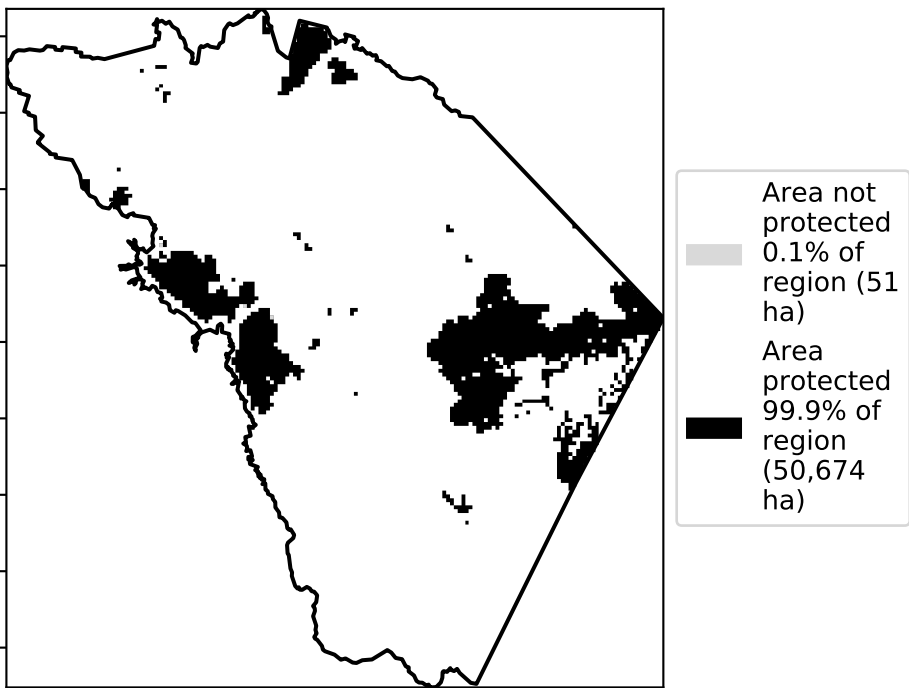 Area not
protected
0.1% of
region (51
ha)
Area
protected
99.9% of
region
(50,674
ha)